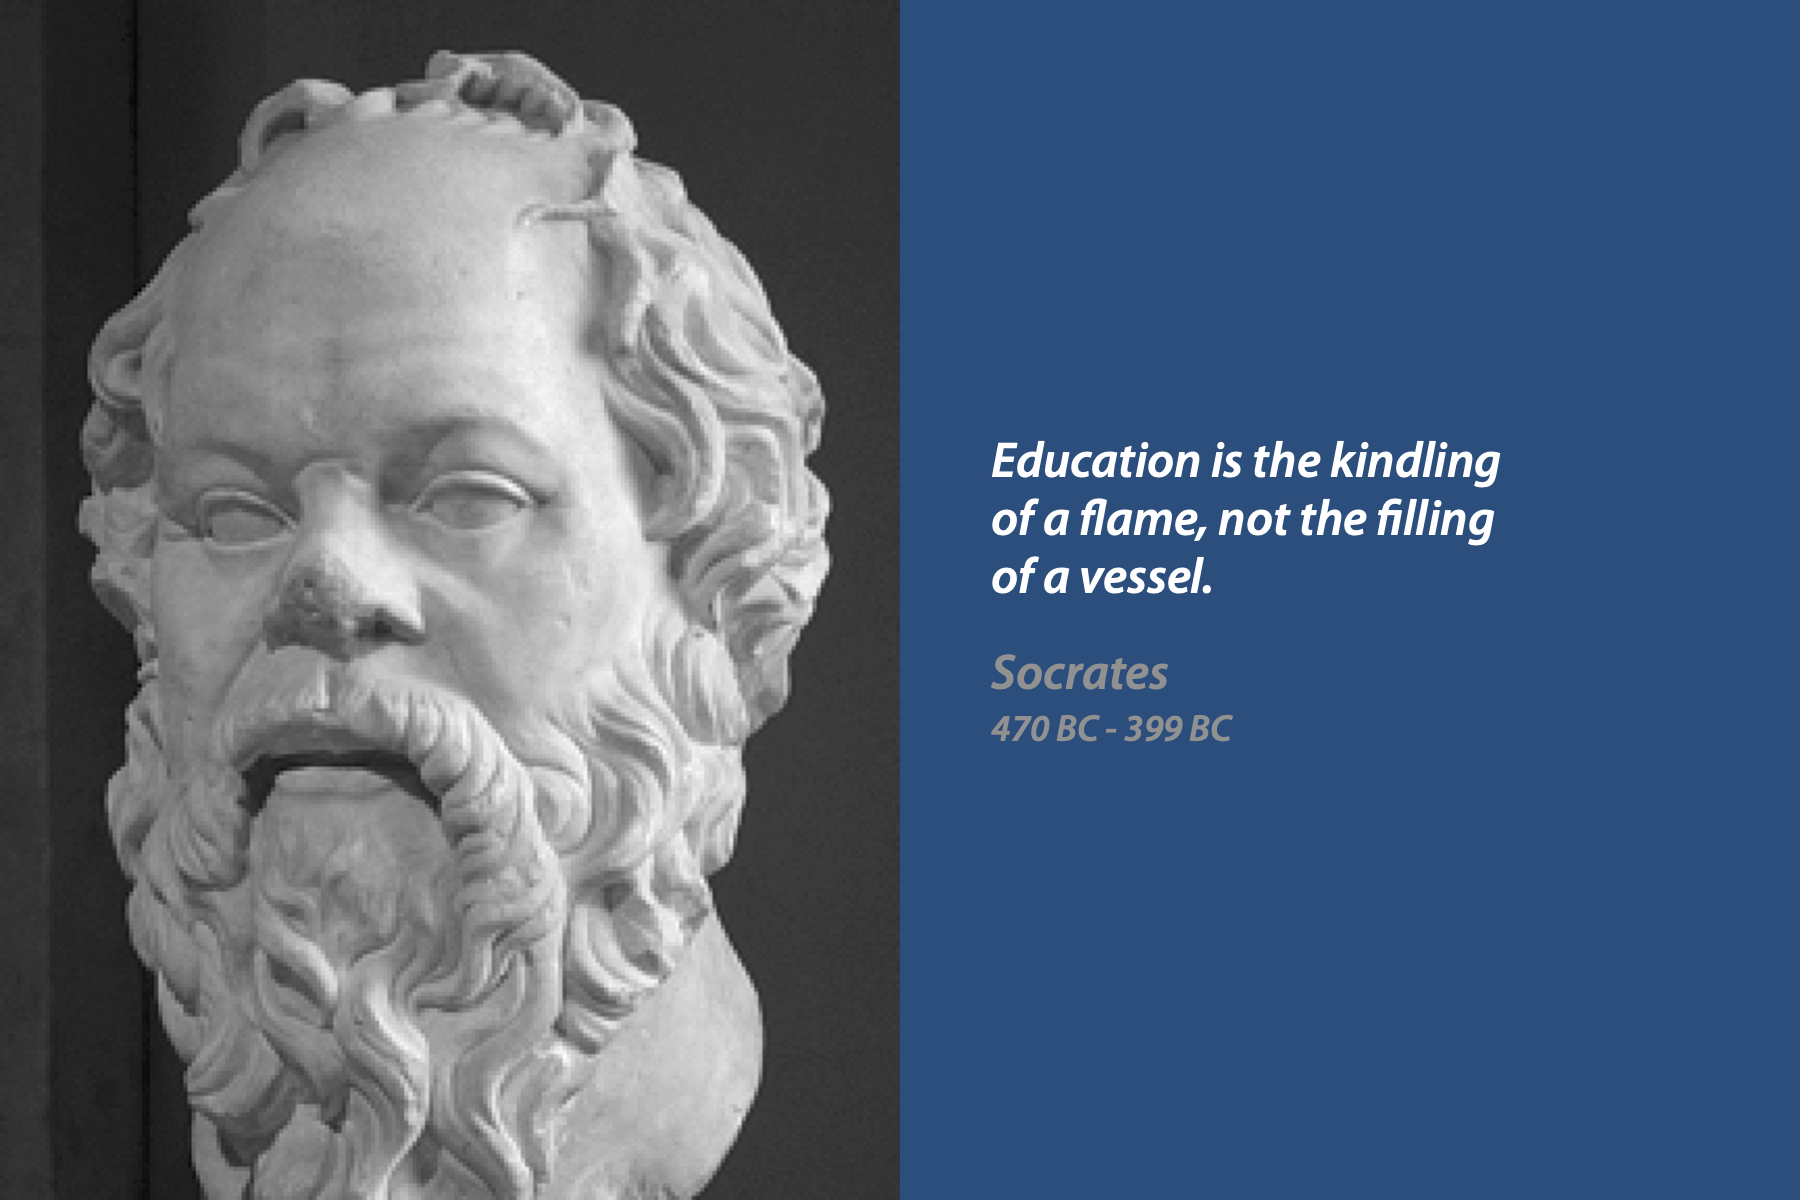 Education is the kindling
of a flame, not the filling
of a vessel.
Socrates
470 BC - 399 BC